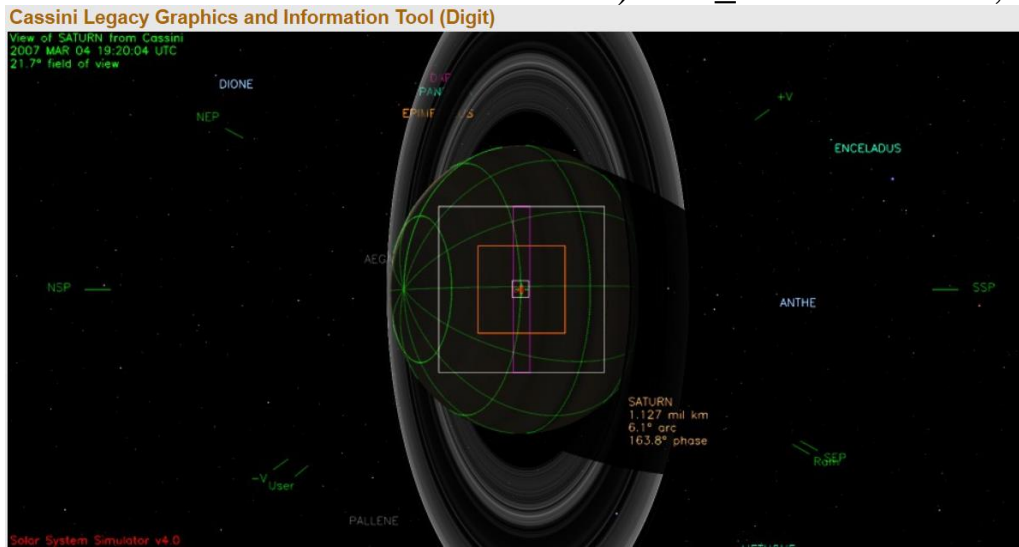 Cassini Legacy Graphics and Information Tool (Digit)
View of SATURN from Cassini
2007 MAR 04 19:20:04 UTC
21.7° field of view
DIONE
PAN
+V
NEP
ENCELADUS
NSP
SSP
ANTHE
SATURN
1.127 mil km
6.1° arc
163.8° phase
SEP
-V
User
PALLENE
Solar System Simulator v4.0